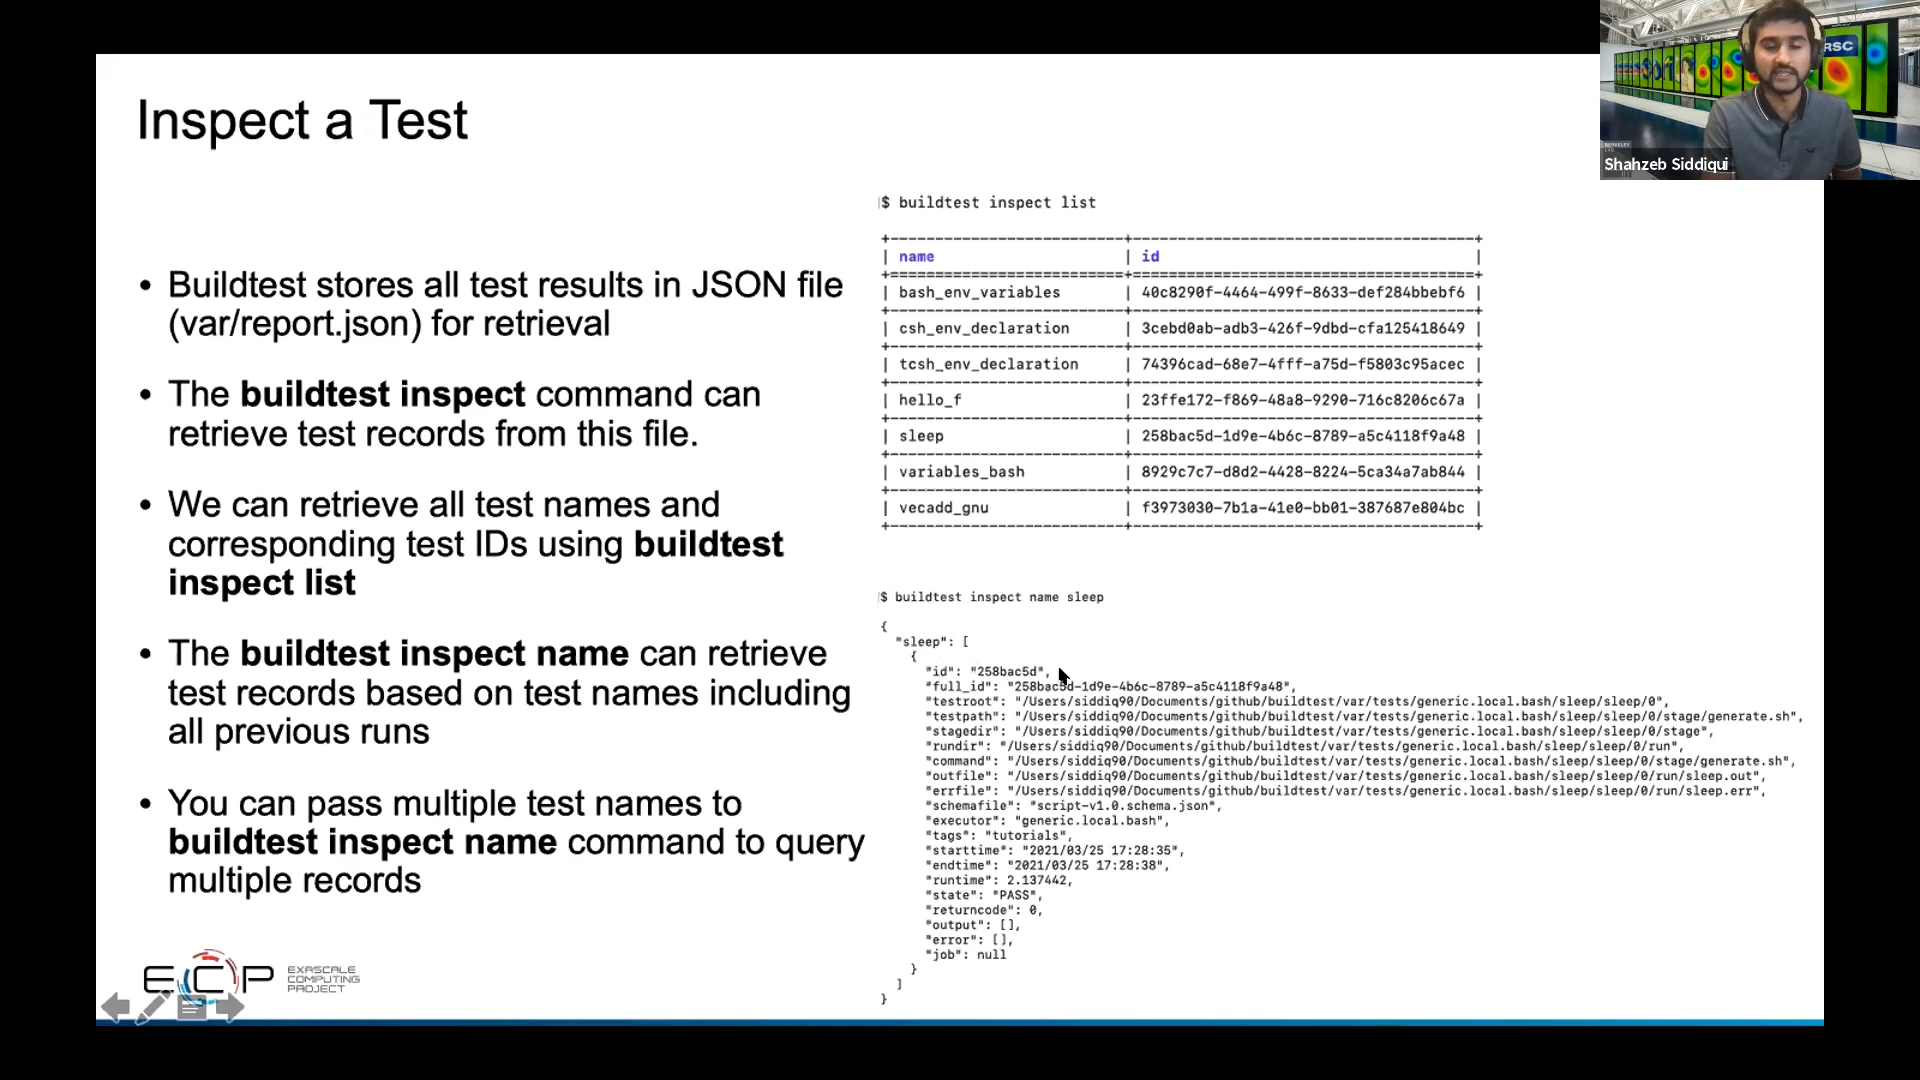 Inspect a Test
• Buildtest stores all test results in JSON file
(var/report.json) for retrieval
• The buildtest inspect command can
retrieve test records from this file.
• We can retrieve all test names and
corresponding test IDs using buildtest
inspect list
• The buildtest inspect name can retrieve
test records based on test names including
all previous runs
• You can pass multiple test names to
buildtest inspect name command to query
multiple records
ECP
EXASCALE
COMPUTING
PROJECT
$ buildtest inspect list
name | id
bash_env_variables | 40c8290f-4464-499f-8633-def284bbebf6
csh_env_declaration | 3cebd0ab-adb3-426f-9dbd-cfa125418649
tcsh_env_declaration | 74396cad-68e7-4fff-a75d-f5803c95acec
hello_f | 23ffe172-f869-48a8-9290-716c8206c67a
sleep | 258bac5d-1d9e-4b6c-8789-a5c4118f9a48
variables_bash | 8929c7c7-d8d2-4428-8224-5ca34a7ab844
vecadd_gnu | f3973030-7b1a-41e0-bb01-387687e804bc
$ buildtest inspect name sleep
{
"sleep": [
{
"id": "258bac5d",
"full_id": "258bac5d-1d9e-4b6c-8789-a5c4118f9a48",
"testroot": "/Users/siddiq90/Documents/github/buildtest/var/tests/generic.local.bash/sleep/sleep/0",
"testpath": "/Users/siddiq90/Documents/github/buildtest/var/tests/generic.local.bash/sleep/sleep/0/stage/generate.sh",
"stagedir": "/Users/siddiq90/Documents/github/buildtest/var/tests/generic.local.bash/sleep/sleep/0/stage",
"rundir": "/Users/siddiq90/Documents/github/buildtest/var/tests/generic.local.bash/sleep/sleep/0/run",
"command": "/Users/siddiq90/Documents/github/buildtest/var/tests/generic.local.bash/sleep/sleep/0/stage/generate.sh",
"outfile": "/Users/siddiq90/Documents/github/buildtest/var/tests/generic.local.bash/sleep/sleep/0/run/sleep.out",
"errfile": "/Users/siddiq90/Documents/github/buildtest/var/tests/generic.local.bash/sleep/sleep/0/run/sleep.err",
"schemafile": "script-v1.0.schema.json",
"executor": "generic.local.bash",
"tags": "tutorials",
"starttime": "2021/03/25 17:28:35",
"endtime": "2021/03/25 17:28:38",
"runtime": 2.137442,
"state": "PASS",
"returncode": 0,
"output": [],
"error": [],
"job": null
}
]
}
RSC
BERKELEY
Shahzeb Siddiqui